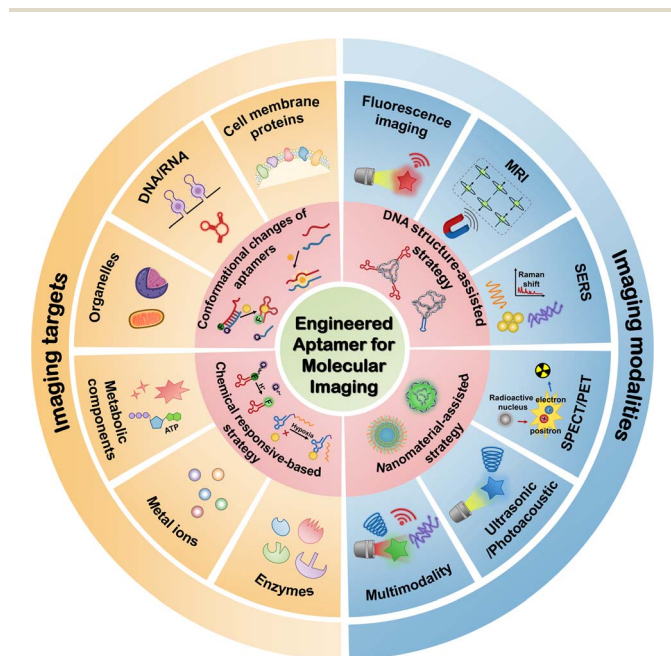 Engineered
Aptamer for
Molecular
Imaging
Conformational changes of
aptamers
DNA structure-assisted
strategy
Chemical responsive-based
strategy
Hypoxia
F
F
F
Nanomaterial-assisted
strategy
Imaging targets
Cell membrane
proteins
DNA/RNA
Organelles
Metabolic
components
ATP
Metal ions
Enzymes
Imaging modalities
Fluorescence
imaging
MRI
SERS
Raman
shift
SPECT/PET
Radioactive
nucleus
electron
positron
Ultrasonic
/Photoacoustic
Multimodality